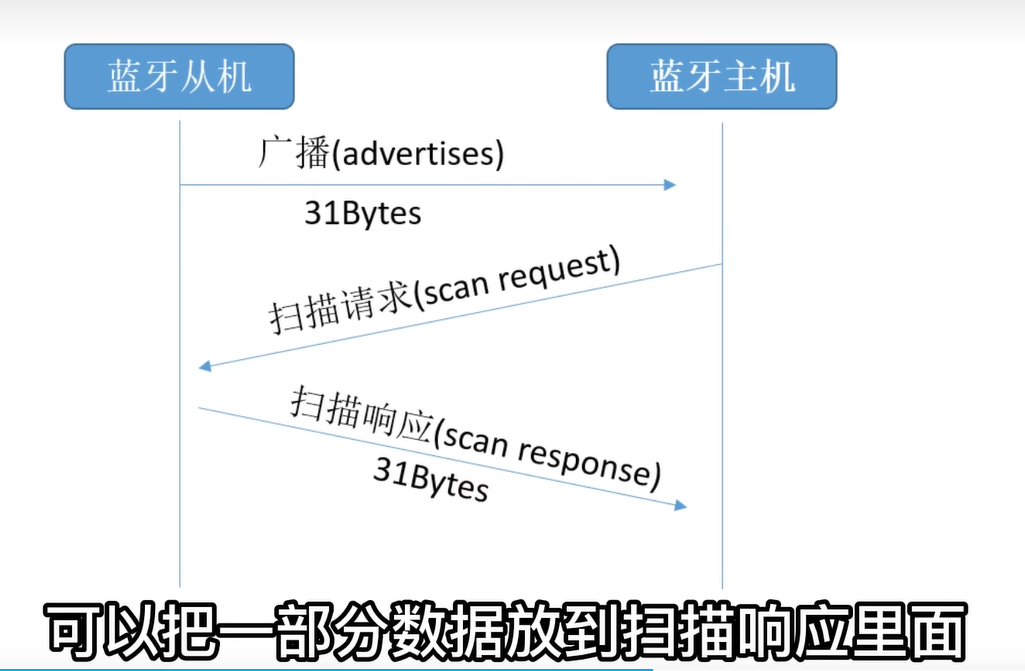 蓝牙从机
蓝牙主机
广播(advertises)
31Bytes
扫描请求(scan request)
扫描响应(scan response)
31Bytes
可以把一部分数据放到扫描响应里面